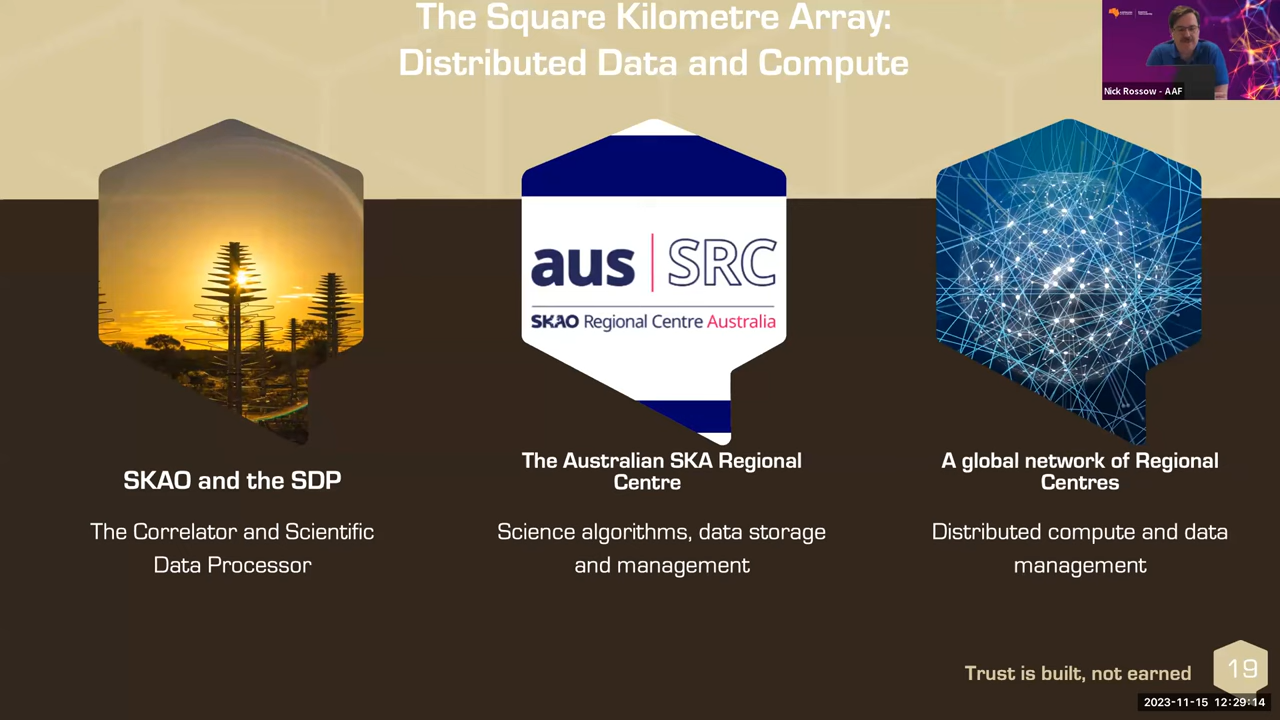 The Square Kilometre Array:
Distributed Data and Compute
Nick Rossow - AAF
aus SRC
SKAO Regional Centre Australia
SKAO and the SDP
The Correlator and Scientific
Data Processor
The Australian SKA Regional
Centre
Science algorithms, data storage
and management
A global network of Regional
Centres
Distributed compute and data
management
Trust is built, not earned
19
2023-11-15 12:29:14